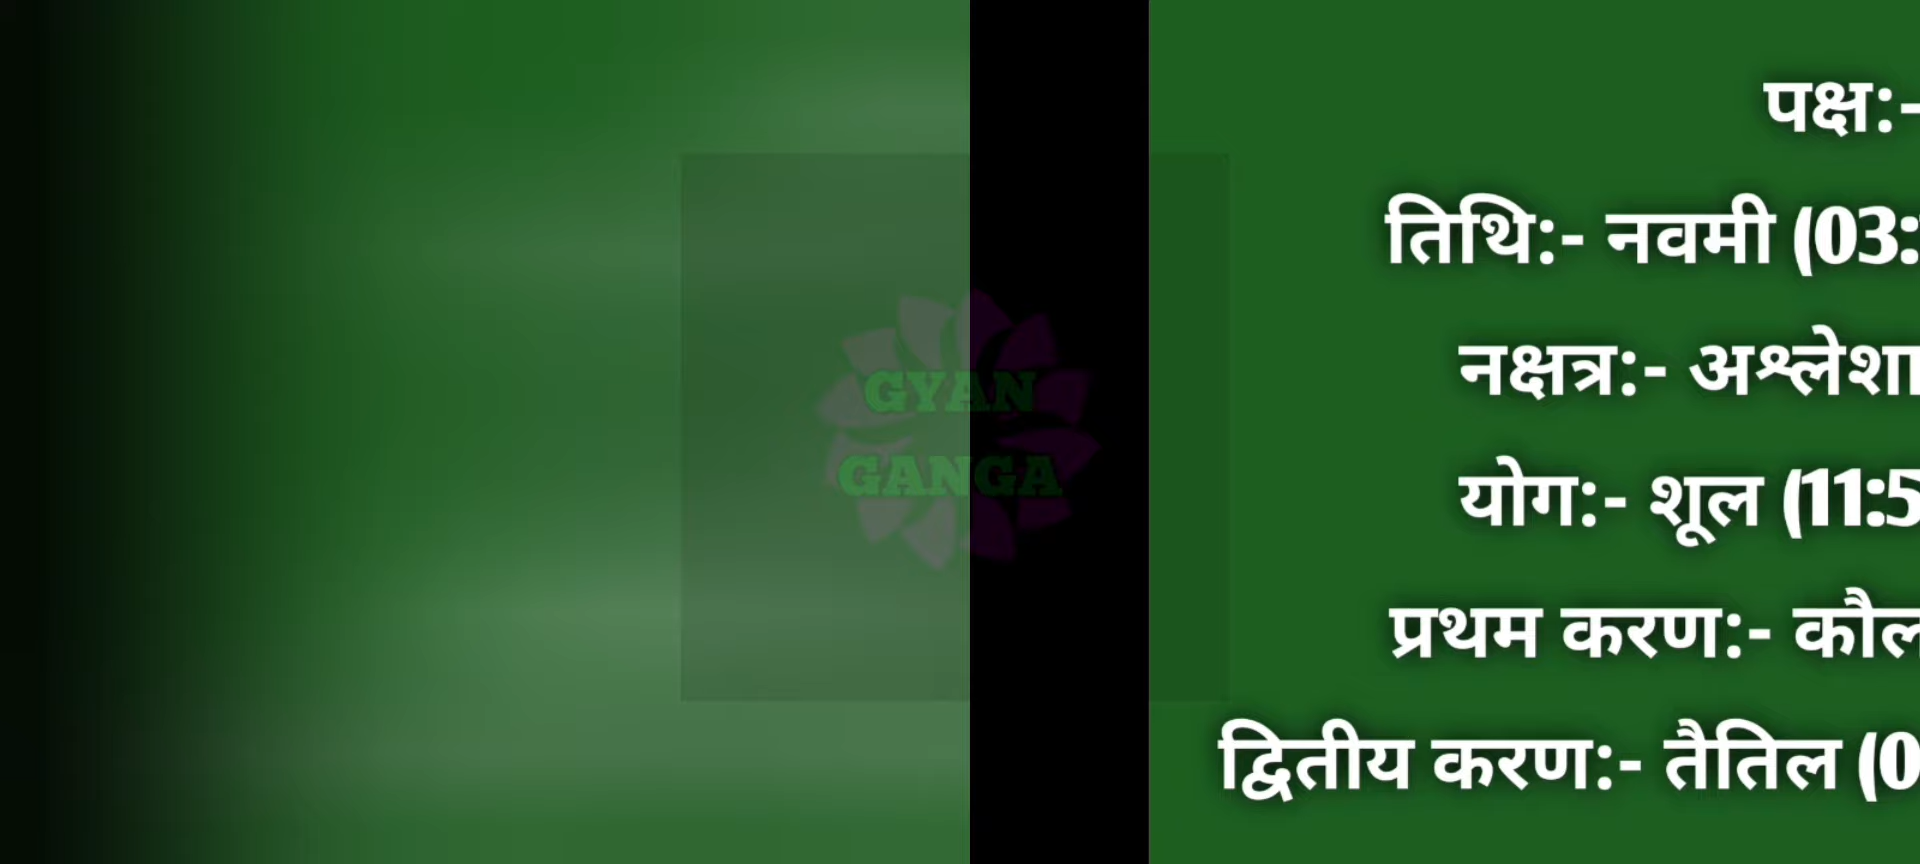 GYAN
GANGA
पक्ष:-
तिथि:- नवमी (03:
नक्षत्र:- अश्लेशा
योग:- शूल (11:5
प्रथम करण:- कौल
द्वितीय करण:- तैतिल (0